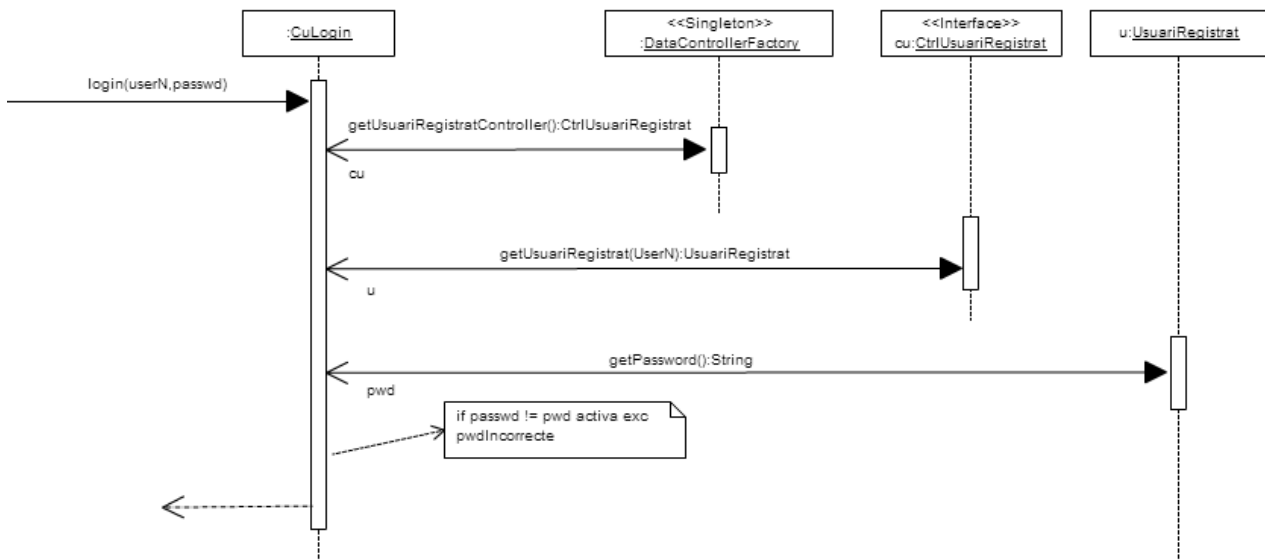 :CuLogin
<<Singleton>>
:DataControllerFactory
<<Interface>>
cu:CtrlUsuariRegistrat
u:UsuariRegistrat
login(userN,passwd)
getUsuariRegistratController():CtrlUsuariRegistrat
cu
getUsuariRegistrat(UserN):UsuariRegistrat
u
getPassword():String
pwd
if passwd != pwd activa exc
pwdIncorrecte